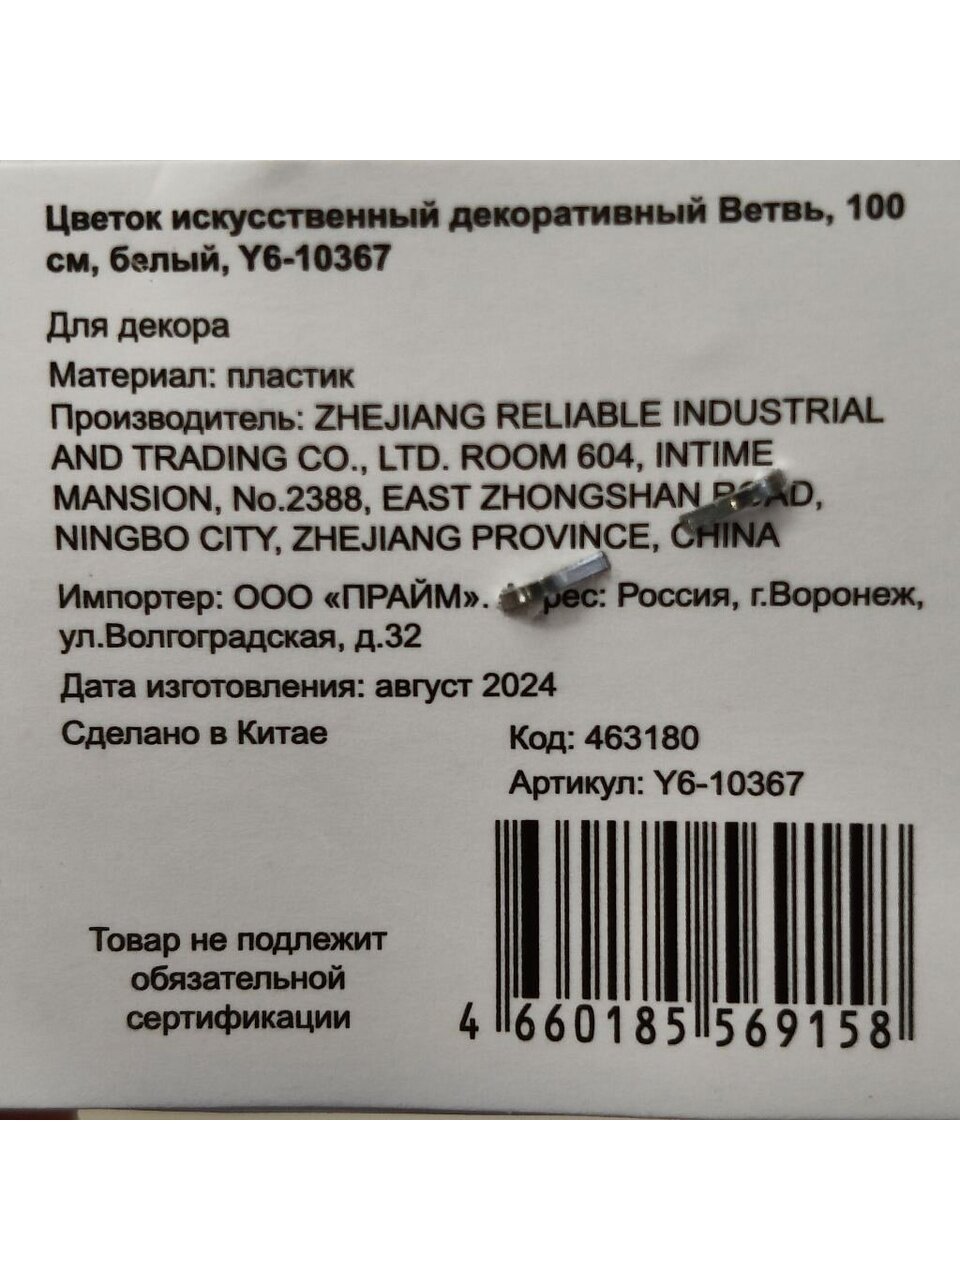 Цветок искусственный декоративный Ветвь, 100
см, белый, Y6-10367
Для декора
Материал: пластик
Производитель: ZHEJIANG RELIABLE INDUSTRIAL
AND TRADING CO., LTD. ROOM 604, INTIME
MANSION, No.2388, EAST ZHONGSHAN ROAD,
NINGBO CITY, ZHEJIANG PROVINCE, CHINA
Импортер: ООО «ПРАЙМ». Адрес: Россия, г.Воронеж,
ул.Волгоградская, д.32
Дата изготовления: август 2024
Сделано в Китае
Код: 463180
Артикул: Y6-10367
Товар не подлежит
обязательной
сертификации
4 660185 569158